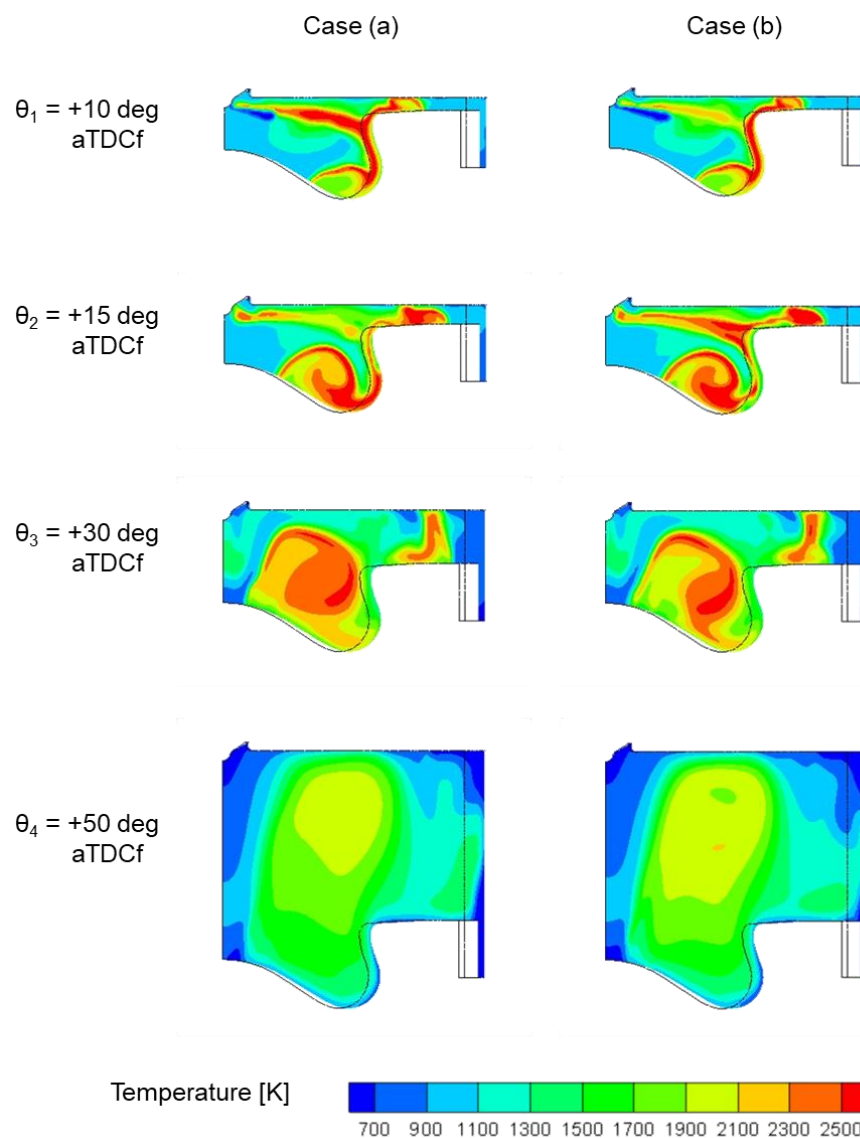 Case (a) Case (b)
θ1 = +10 deg
aTDCf
θ2 = +15 deg
aTDCf
θ3 = +30 deg
aTDCf
θ4 = +50 deg
aTDCf
Temperature [K]
700 900 1100 1300 1500 1700 1900 2100 2300 2500